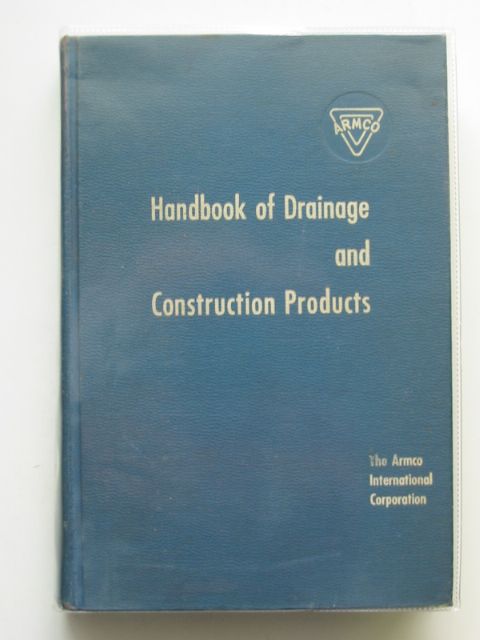 ARMCO
Handbook of Drainage
and
Construction Products
The Armco
International
Corporation